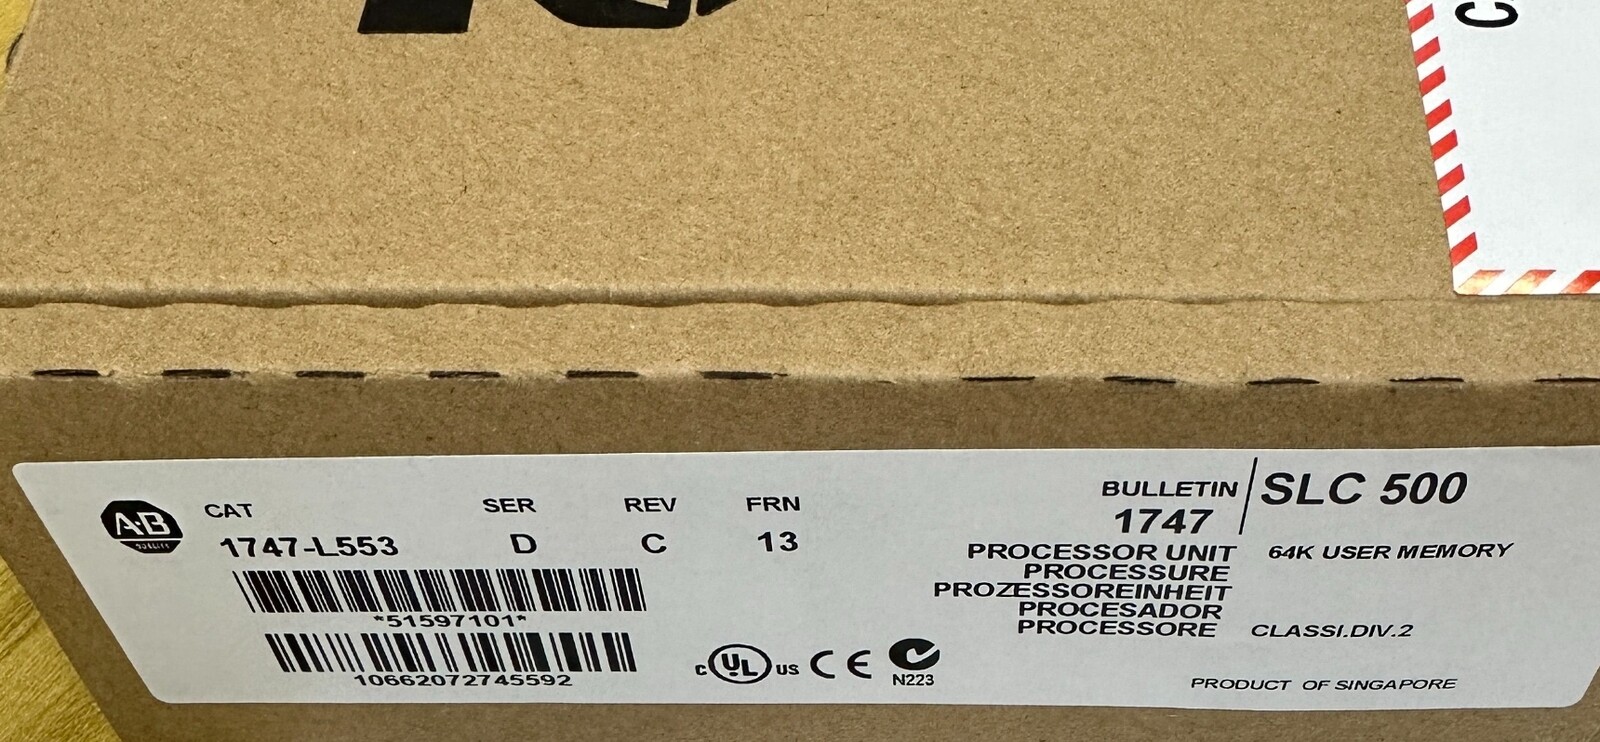 CAT SER REV FRN
1747-L553 D C 13
*51597101*
10662072745592
A-B
QUALITY
BULLETIN
1747
SLC 500
PROCESSOR UNIT
PROCESSURE
PROZESSOREINHEIT
PROCESADOR
PROCESSORE
64K USER MEMORY
CLASSI.DIV.2
C UL US CE
N223
PRODUCT OF SINGAPORE